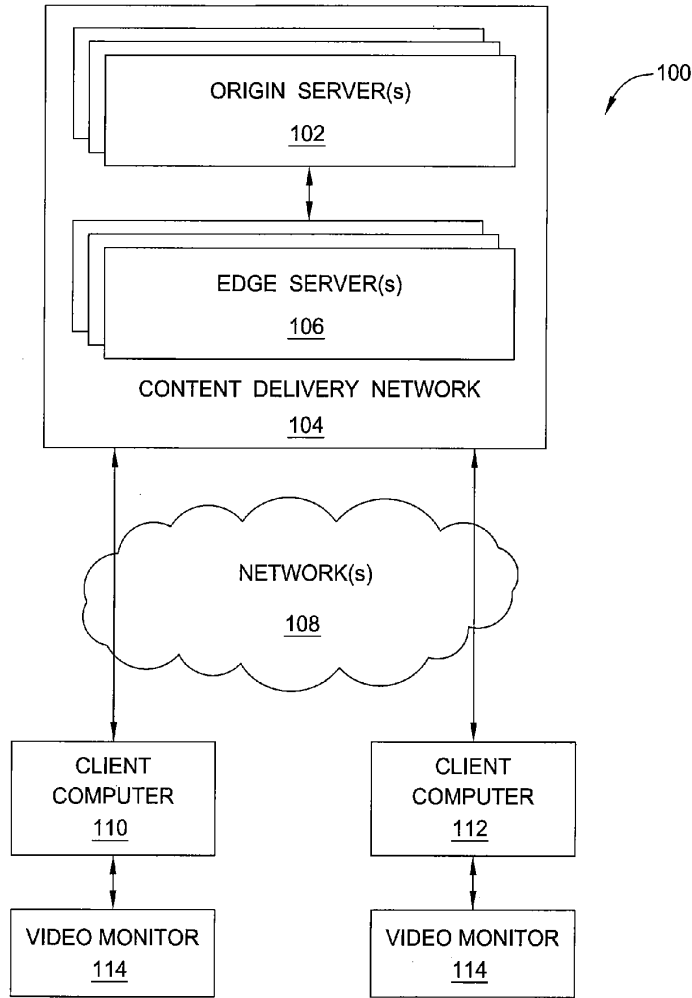 ORIGIN SERVER(s)
102
100
EDGE SERVER(s)
106
CONTENT DELIVERY NETWORK
104
NETWORK(s)
108
CLIENT
COMPUTER
110
CLIENT
COMPUTER
112
VIDEO MONITOR
114
VIDEO MONITOR
114